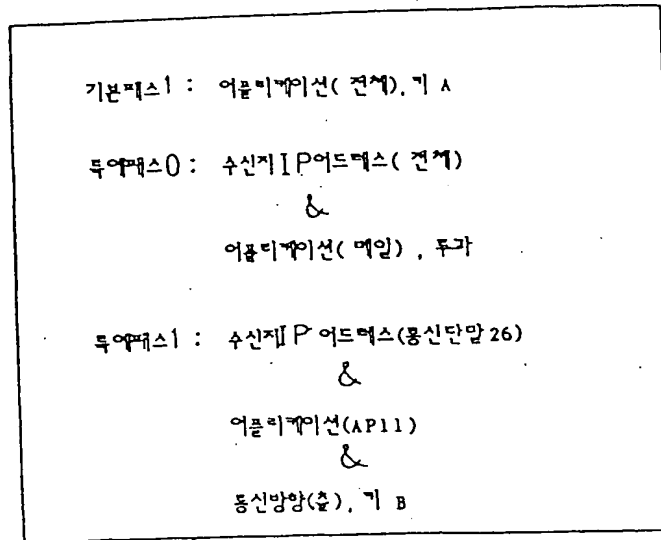 기본패스1 : 어플리케이션( 전체), 키 A
특이패스0 : 수신지IP어드레스( 전체)
&
어플리케이션( 메일) , 투과
특이패스1 : 수신지IP 어드레스(통신단말26)
&
어플리케이션(AP11)
&
통신방향(출), 키 B